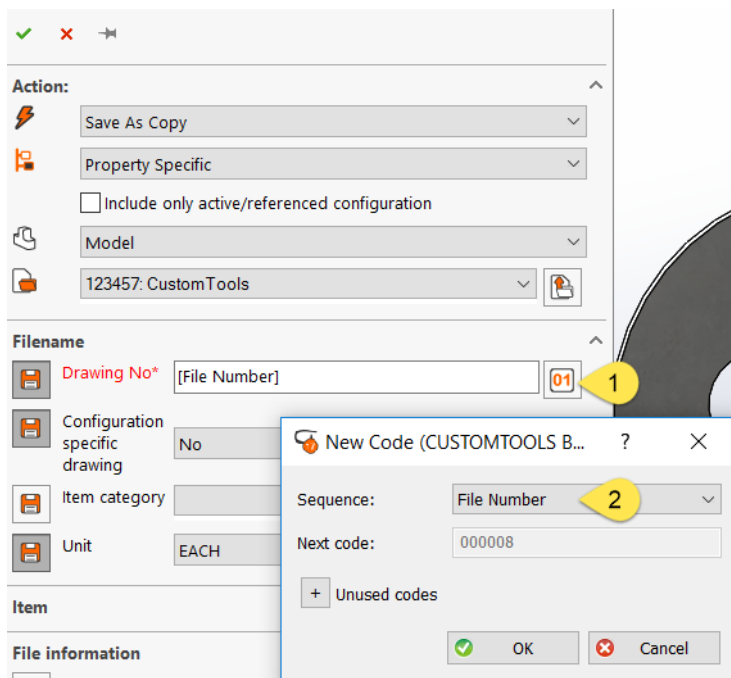 Action:
Save As Copy
Property Specific
Include only active/referenced configuration
Model
123457: CustomTools
Filename
Drawing No*
[File Number]
01
1
Configuration
specific
drawing
No
Item category
Unit
EACH
Item
File information
New Code (CUSTOMTOOLS B...
?
Sequence:
File Number
2
Next code:
000008
+ Unused codes
OK
Cancel